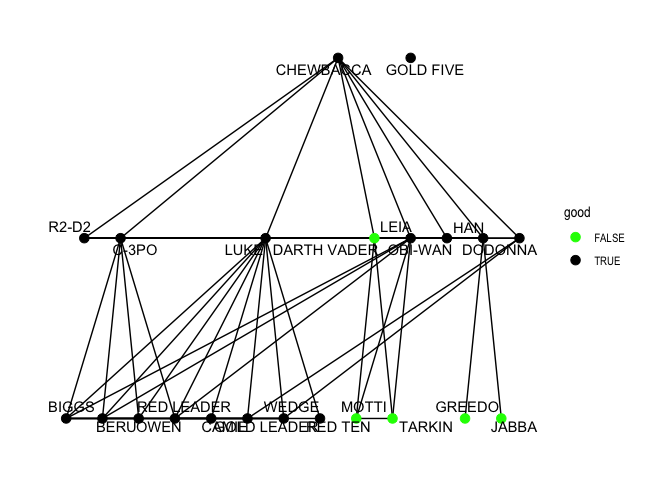 CHEWBACCA GOLD FIVE
R2-D2 LEIA HAN
C-3PO LUKE DARTH VADER OBI-WAN DODONNA
good
FALSE
TRUE
BIGGS RED LEADER WEDGE MOTTI GREEDO
BERU OWEN CAMIE GOLD LEADER RED TEN TARKIN JABBA